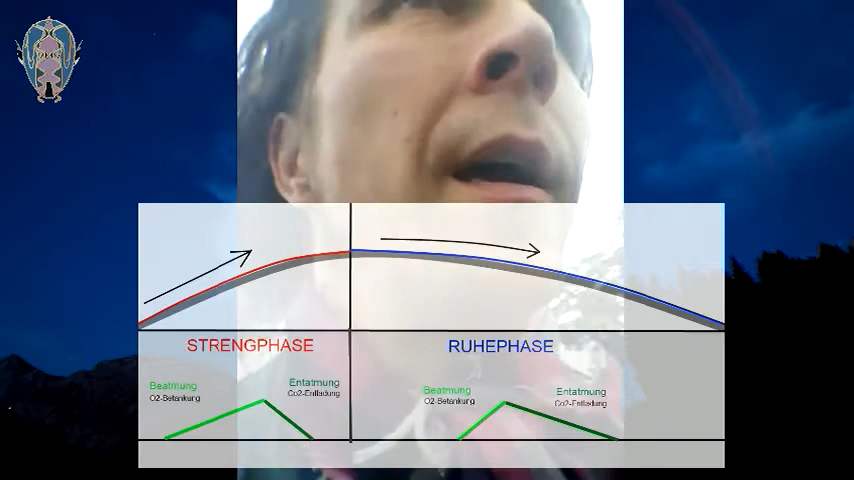 STRENGPHASE
RUHEPHASE
Beatmung
O2-Betankung
Entatmung
Co2-Entladung
Beatmung
O2-Betankung
Entatmung
Co2-Entladung